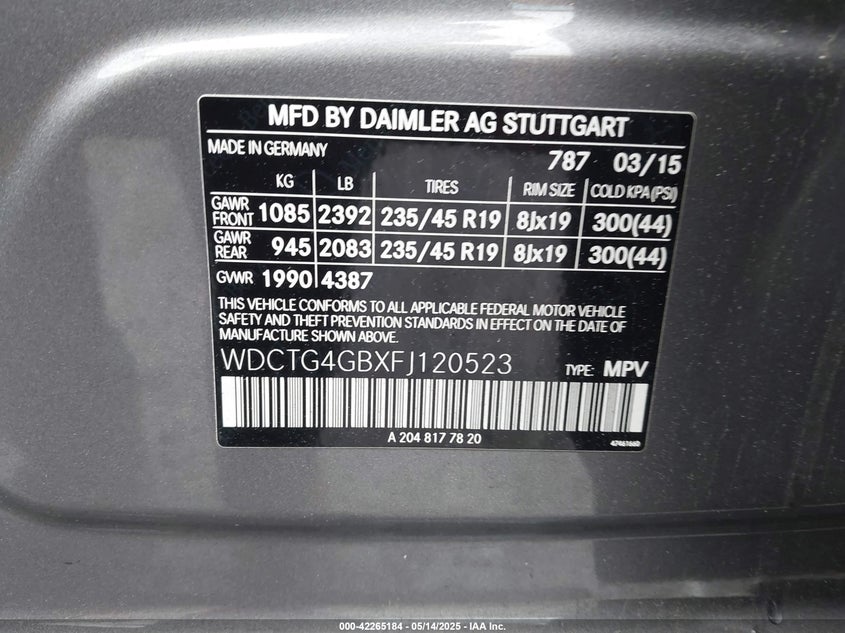 MFD BY DAIMLER AG STUTTGART
MADE IN GERMANY 787 03/15
KG LB TIRES RIM SIZE COLD KPA(PSI)
GAWR FRONT 1085 2392 235/45 R19 8Jx19 300(44)
GAWR REAR 945 2083 235/45 R19 8Jx19 300(44)
GVWR 1990 4387
THIS VEHICLE CONFORMS TO ALL APPLICABLE FEDERAL MOTOR VEHICLE
SAFETY AND THEFT PREVENTION STANDARDS IN EFFECT ON THE DATE OF
MANUFACTURE SHOWN ABOVE.
WDCTG4GBXFJ120523 TYPE: MPV
A 204 817 78 20
000-42265184 - 05/14/2025 - IAA Inc.